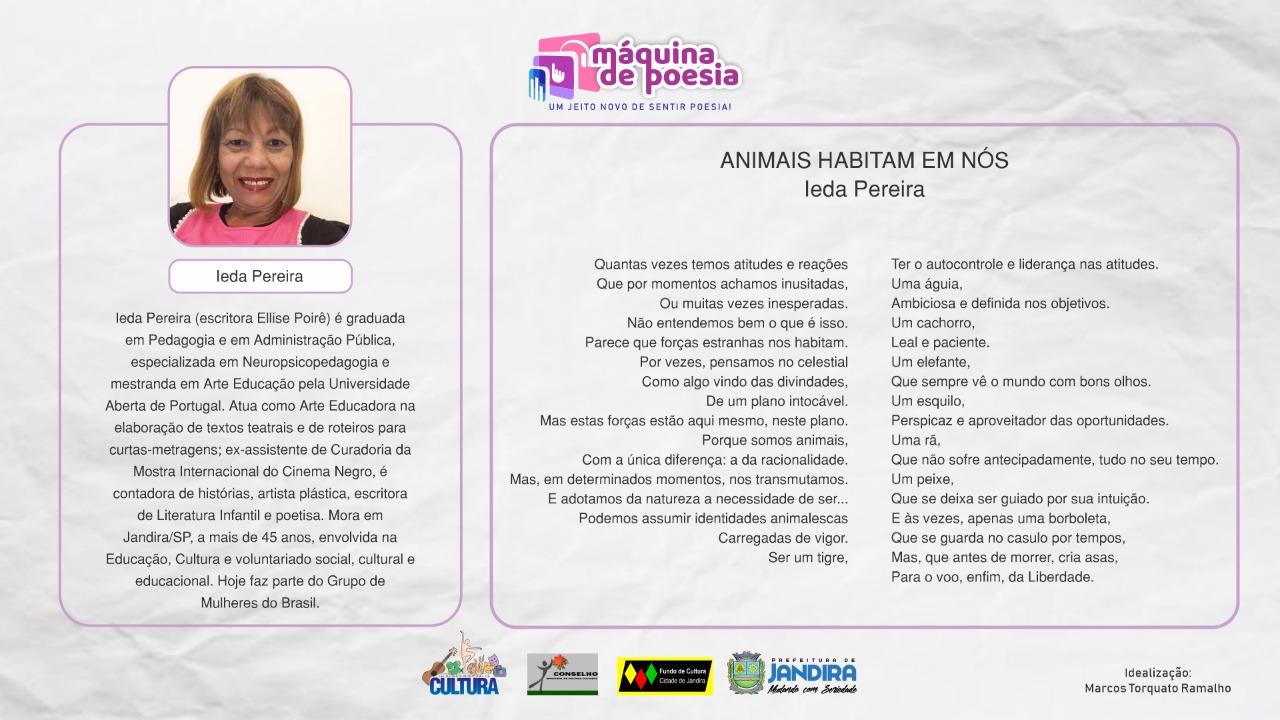 máquina
de poesia
UM JEITO NOVO DE SENTIR POESIA!
Ieda Pereira
Ieda Pereira (escritora Ellise Poirê) é graduada
em Pedagogia e em Administração Pública,
especializada em Neuropsicopedagogia e
mestranda em Arte Educação pela Universidade
Aberta de Portugal. Atua como Arte Educadora na
elaboração de textos teatrais e de roteiros para
curtas-metragens; ex-assistente de Curadoria da
Mostra Internacional do Cinema Negro, é
contadora de histórias, artista plástica, escritora
de Literatura Infantil e poetisa. Mora em
Jandira/SP, a mais de 45 anos, envolvida na
Educação, Cultura e voluntariado social, cultural e
educacional. Hoje faz parte do Grupo de
Mulheres do Brasil.
ANIMAIS HABITAM EM NÓS
Ieda Pereira
Quantas vezes temos atitudes e reações
Que por momentos achamos inusitadas,
Ou muitas vezes inesperadas.
Não entendemos bem o que é isso.
Parece que forças estranhas nos habitam.
Por vezes, pensamos no celestial
Como algo vindo das divindades,
De um plano intocável.
Mas estas forças estão aqui mesmo, neste plano.
Porque somos animais,
Com a única diferença: a da racionalidade.
Mas, em determinados momentos, nos transmutamos.
E adotamos da natureza a necessidade de ser...
Podemos assumir identidades animalescas
Carregadas de vigor.
Ser um tigre,
Ter o autocontrole e liderança nas atitudes.
Uma águia,
Ambiciosa e definida nos objetivos.
Um cachorro,
Leal e paciente.
Um elefante,
Que sempre vê o mundo com bons olhos.
Um esquilo,
Perspicaz e aproveitador das oportunidades.
Uma rã,
Que não sofre antecipadamente, tudo no seu tempo.
Um peixe,
Que se deixa ser guiado por sua intuição.
E às vezes, apenas uma borboleta,
Que se guarda no casulo por tempos,
Mas, que antes de morrer, cria asas,
Para o voo, enfim, da Liberdade.
CULTURA
CONSELHO
Fundo de Cultura
Cidade de Jandira
PREFEITURA DE
JANDIRA
Mudando com Seriedade
Idealização:
Marcos Torquato Ramalho